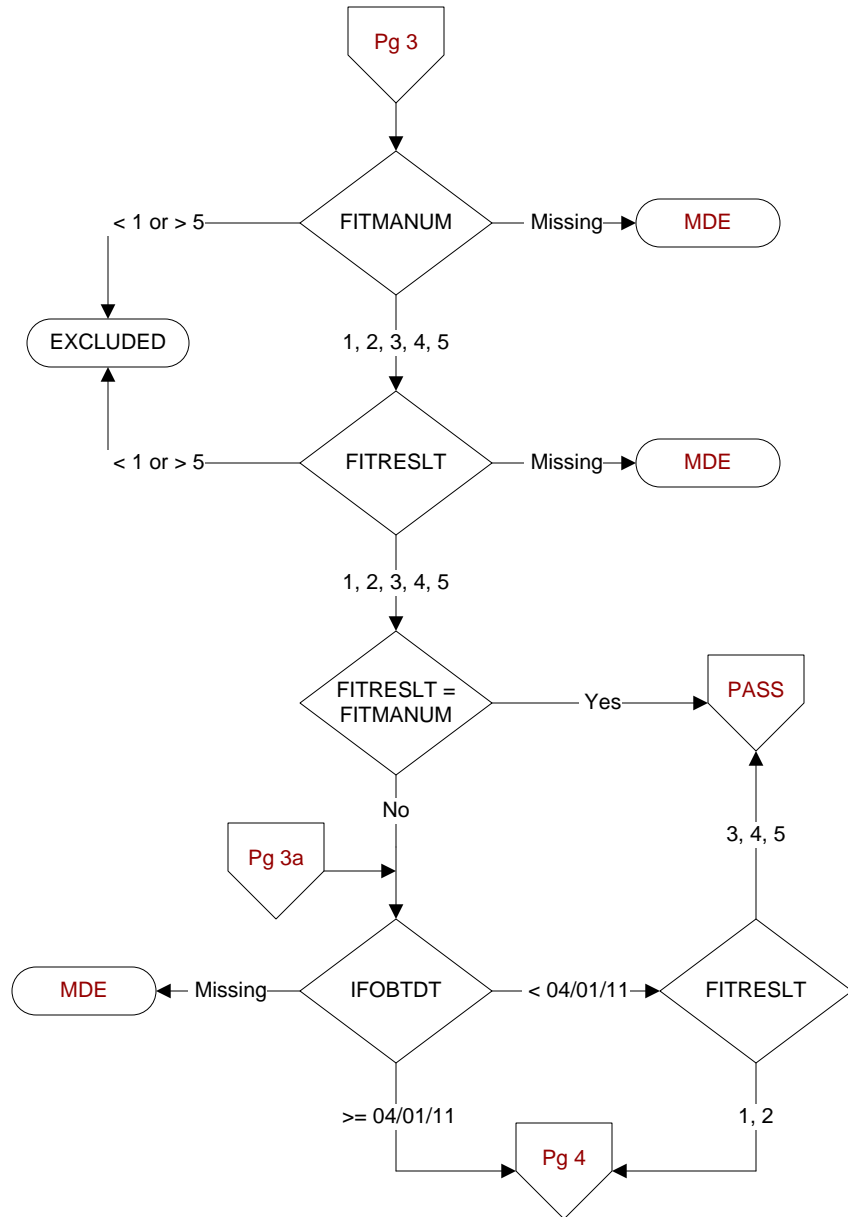 Pg 3
< 1 or > 5
FITMANUM
Missing
MDE
EXCLUDED
1, 2, 3, 4, 5
< 1 or > 5
FITRESLT
Missing
MDE
1, 2, 3, 4, 5
FITRESLT =
FITMANUM
Yes
PASS
No
3, 4, 5
Pg 3a
MDE
Missing
IFOBTDT
< 04/01/11
FITRESLT
>= 04/01/11
1, 2
Pg 4